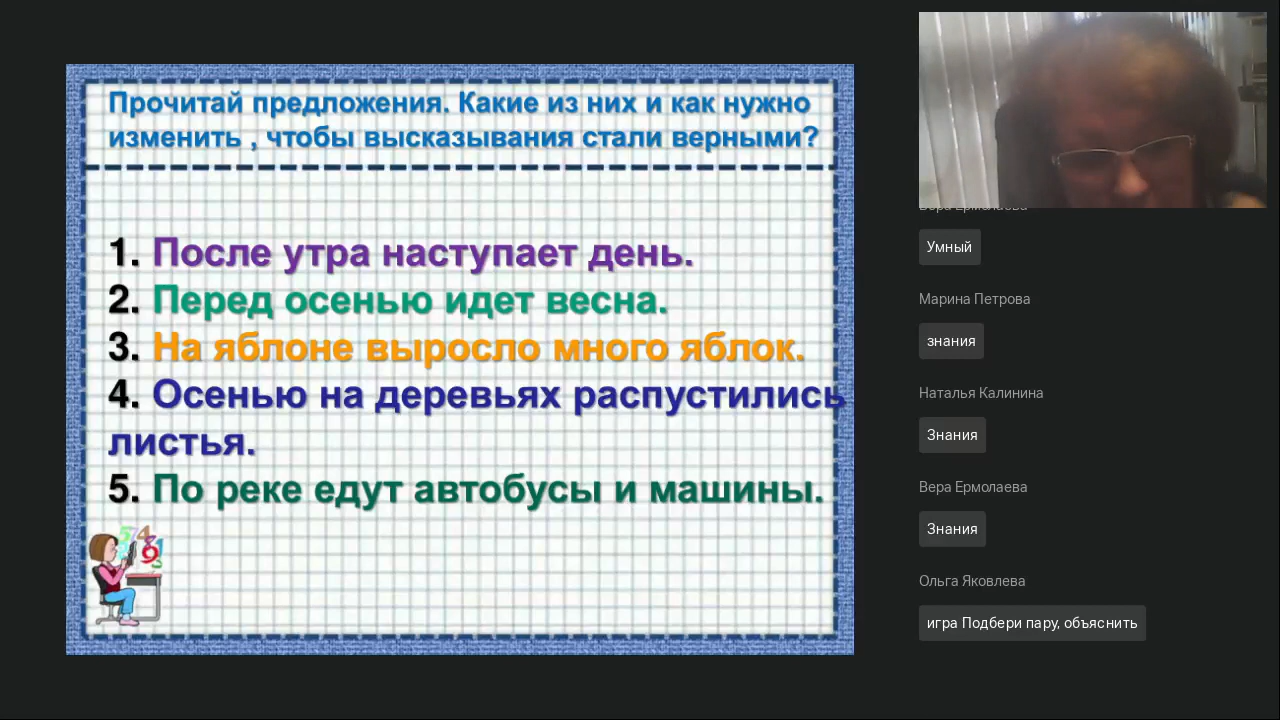 Прочитай предложения. Какие из них и как нужно
изменить , чтобы высказывания стали верными?
1. После утра наступает день.
2. Перед осенью идет весна.
3. На яблоне выросло много яблок.
4. Осенью на деревьях распустились
листья.
5. По реке едут автобусы и машины.
Вера Ермолаева
Умный
Марина Петрова
знания
Наталья Калинина
Знания
Вера Ермолаева
Знания
Ольга Яковлева
игра Подбери пару, объяснить